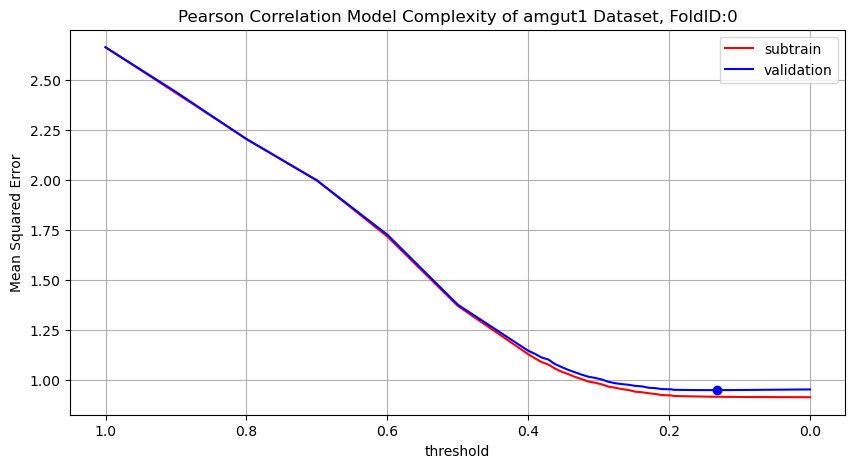 Pearson Correlation Model Complexity of amgut1 Dataset, FoldID:0
subtrain
validation
Mean Squared Error
2.50
2.25
2.00
1.75
1.50
1.25
1.00
1.0 0.8 0.6 0.4 0.2 0.0
threshold